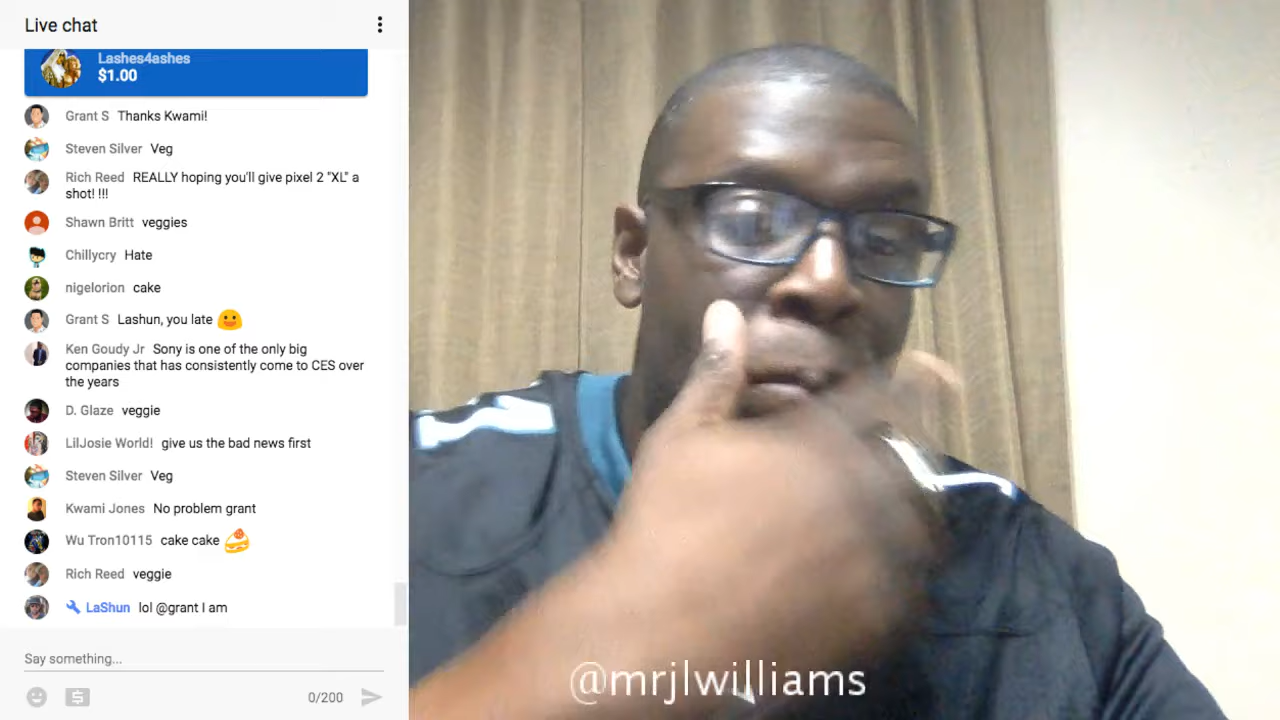 Live chat
Lashes4ashes
$1.00
Grant S Thanks Kwami!
Steven Silver Veg
Rich Reed REALLY hoping you'll give pixel 2 "XL" a
shot! !!!
Shawn Britt veggies
Chillycry Hate
nigelorion cake
Grant S Lashun, you late
Ken Goudy Jr Sony is one of the only big
companies that has consistently come to CES over
the years
D. Glaze veggie
LilJosie World! give us the bad news first
Steven Silver Veg
Kwami Jones No problem grant
Wu Tron10115 cake cake
Rich Reed veggie
LaShun lol @grant I am
Say something...
0/200
@mrjlwilliams